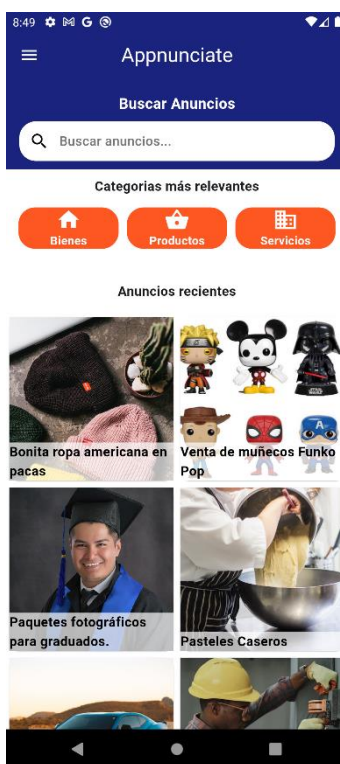 8:49
Appnunciate
Buscar Anuncios
Buscar anuncios...
Categorias más relevantes
Bienes
Productos
Servicios
Anuncios recientes
Bonita ropa americana en
pacas
Venta de muñecos Funko
Pop
Paquetes fotográficos
para graduados.
Pasteles Caseros